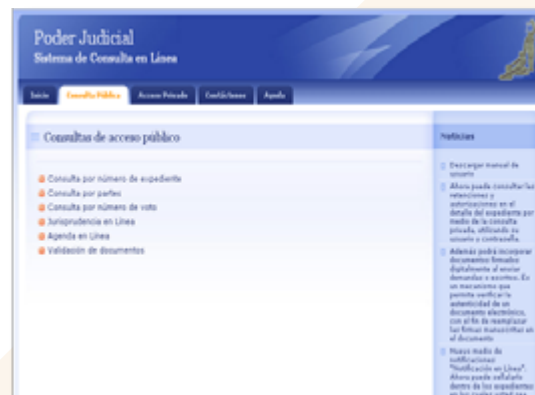 Poder Judicial
Sistema de Consulta en Línea
Inicio
Consulta Pública
Acceso Privado
Contáctenos
Ayuda
Consultas de acceso público
Consulta por número de expediente
Consulta por partes
Consulta por número de voto
Jurisprudencia en Línea
Agenda en Línea
Validación de documentos
Noticias
Descargar manual de
usuario
Ahora puede consultar las
retenciones y
autorizaciones en el
detalle del expediente por
medio de la consulta
privada, utilizando su
usuario y contraseña.
Además podrá incorporar
documentos firmados
digitalmente al enviar
demandas o escritos. Es
un mecanismo que
permite verificar la
autenticidad de un
documento electrónico,
con el fin de reemplazar
las firmas manuscritas en
el documento
Nuevo medio de
notificaciones
"Notificación en Línea".
Ahora puede señalarlo
dentro de los expedientes
en los cuales usted sea